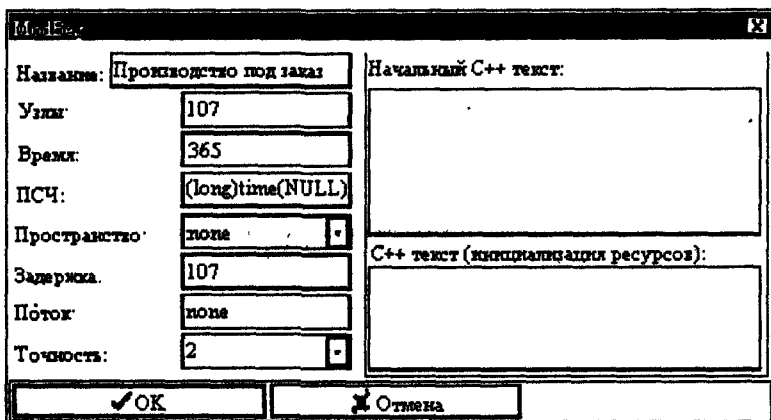 ModBeg
Название: Производство под заказ
Узлы: 107
Время: 365
ПСЧ: (long)time(NULL)
Пространство: none
Задержка. 107
Поток: none
Точность: 2
Начальный C++ текст:
C++ текст (инициализация ресурсов):
OK
Отмена